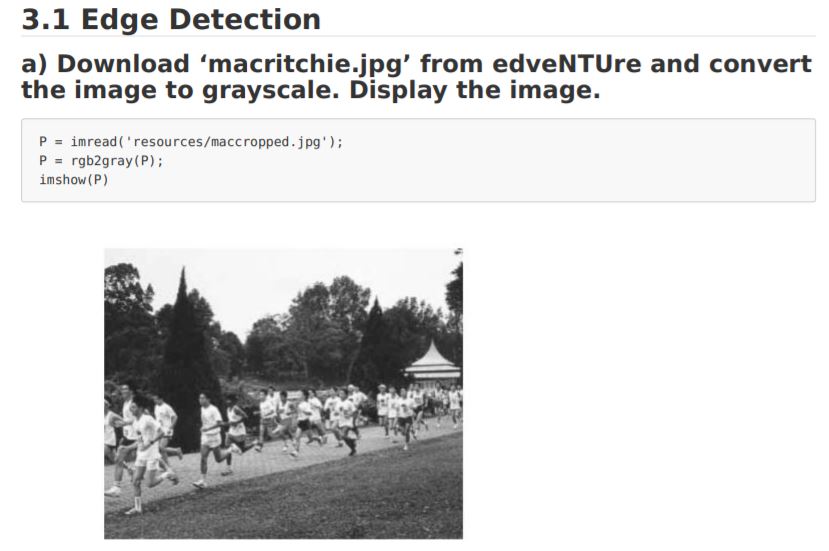 3.1 Edge Detection
a) Download ‘macritchie.jpg’ from edveNTUre and convert
the image to grayscale. Display the image.
P = imread('resources/maccropped.jpg');
P = rgb2gray(P);
imshow(P)